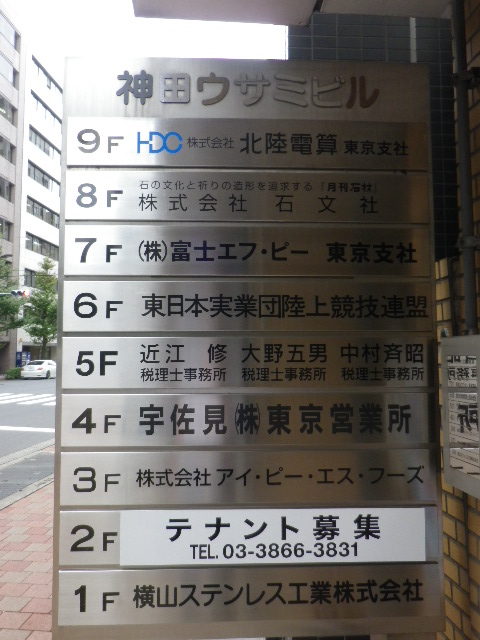 神田ウサミビル
9F HDC 株式会社 北陸電算 東京支社
石の文化と祈りの造形を追求する「月刊石材」
8F 株式会社 石文社
7F (株)富士エフ・ピー 東京支社
6F 東日本実業団陸上競技連盟
5F 近江 修 大野五男 中村斉昭
税理士事務所 税理士事務所 税理士事務所
4F 宇佐見㈱東京営業所
3F 株式会社 アイ・ピー・エス・フーズ
2F テナント募集
TEL. 03-3866-3831
1F 横山ステンレス工業株式会社